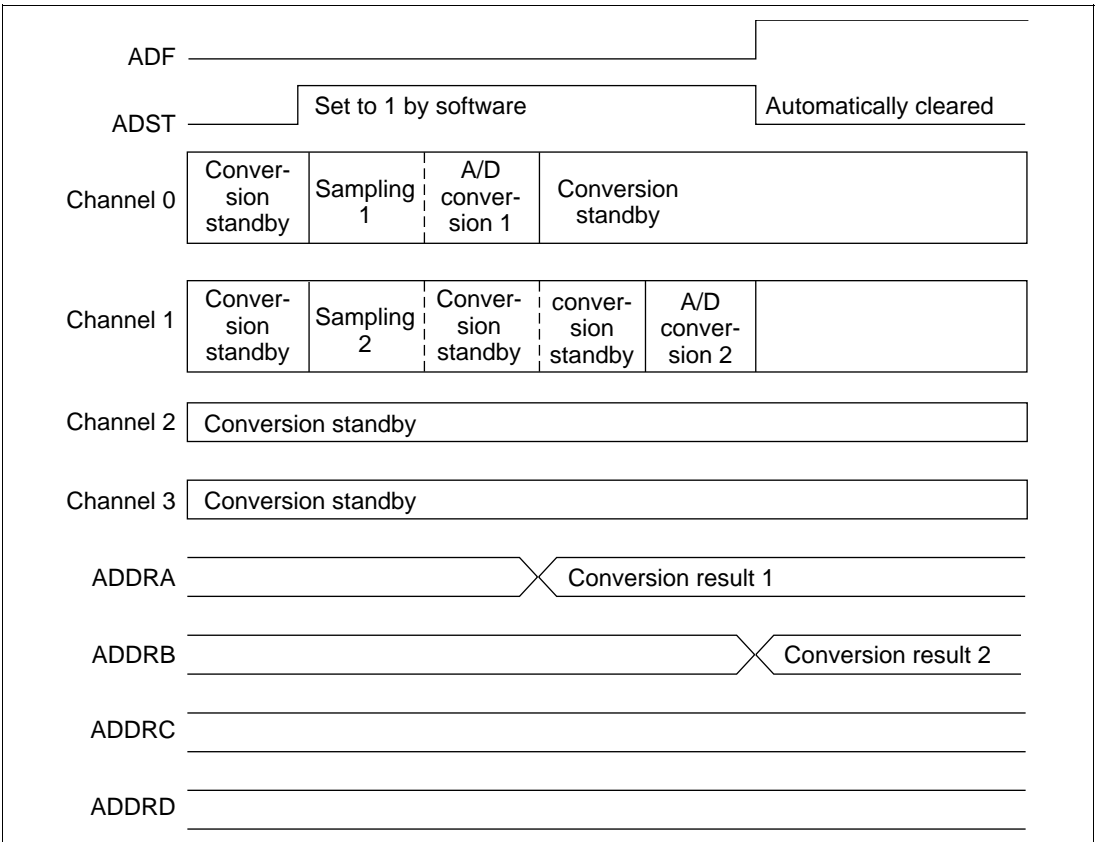 ADF
ADST
Set to 1 by software
Automatically cleared
Channel 0
Conver-
sion
standby
Sampling
1
A/D
conver-
sion 1
Conversion
standby
Channel 1
Conver-
sion
standby
Sampling
2
Conver-
sion
standby
conver-
sion
standby
A/D
conver-
sion 2
Channel 2
Conversion standby
Channel 3
Conversion standby
ADDRA
Conversion result 1
ADDRB
Conversion result 2
ADDRC
ADDRD